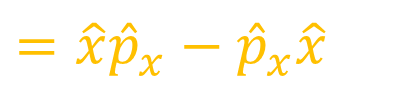 = x̂p̂ₓ − p̂ₓx̂